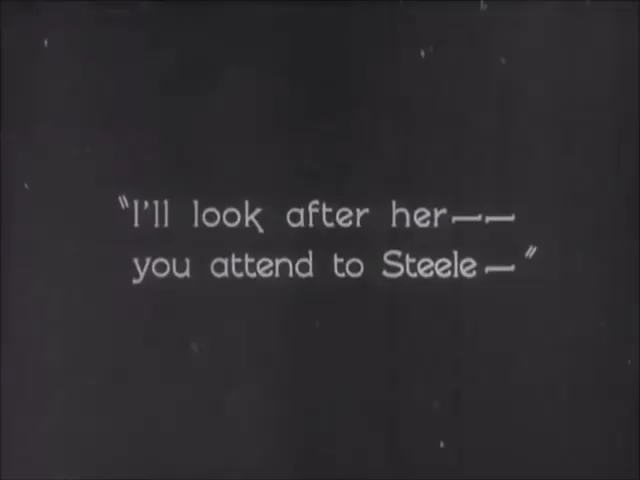 "I'll look after her——
you attend to Steele—"